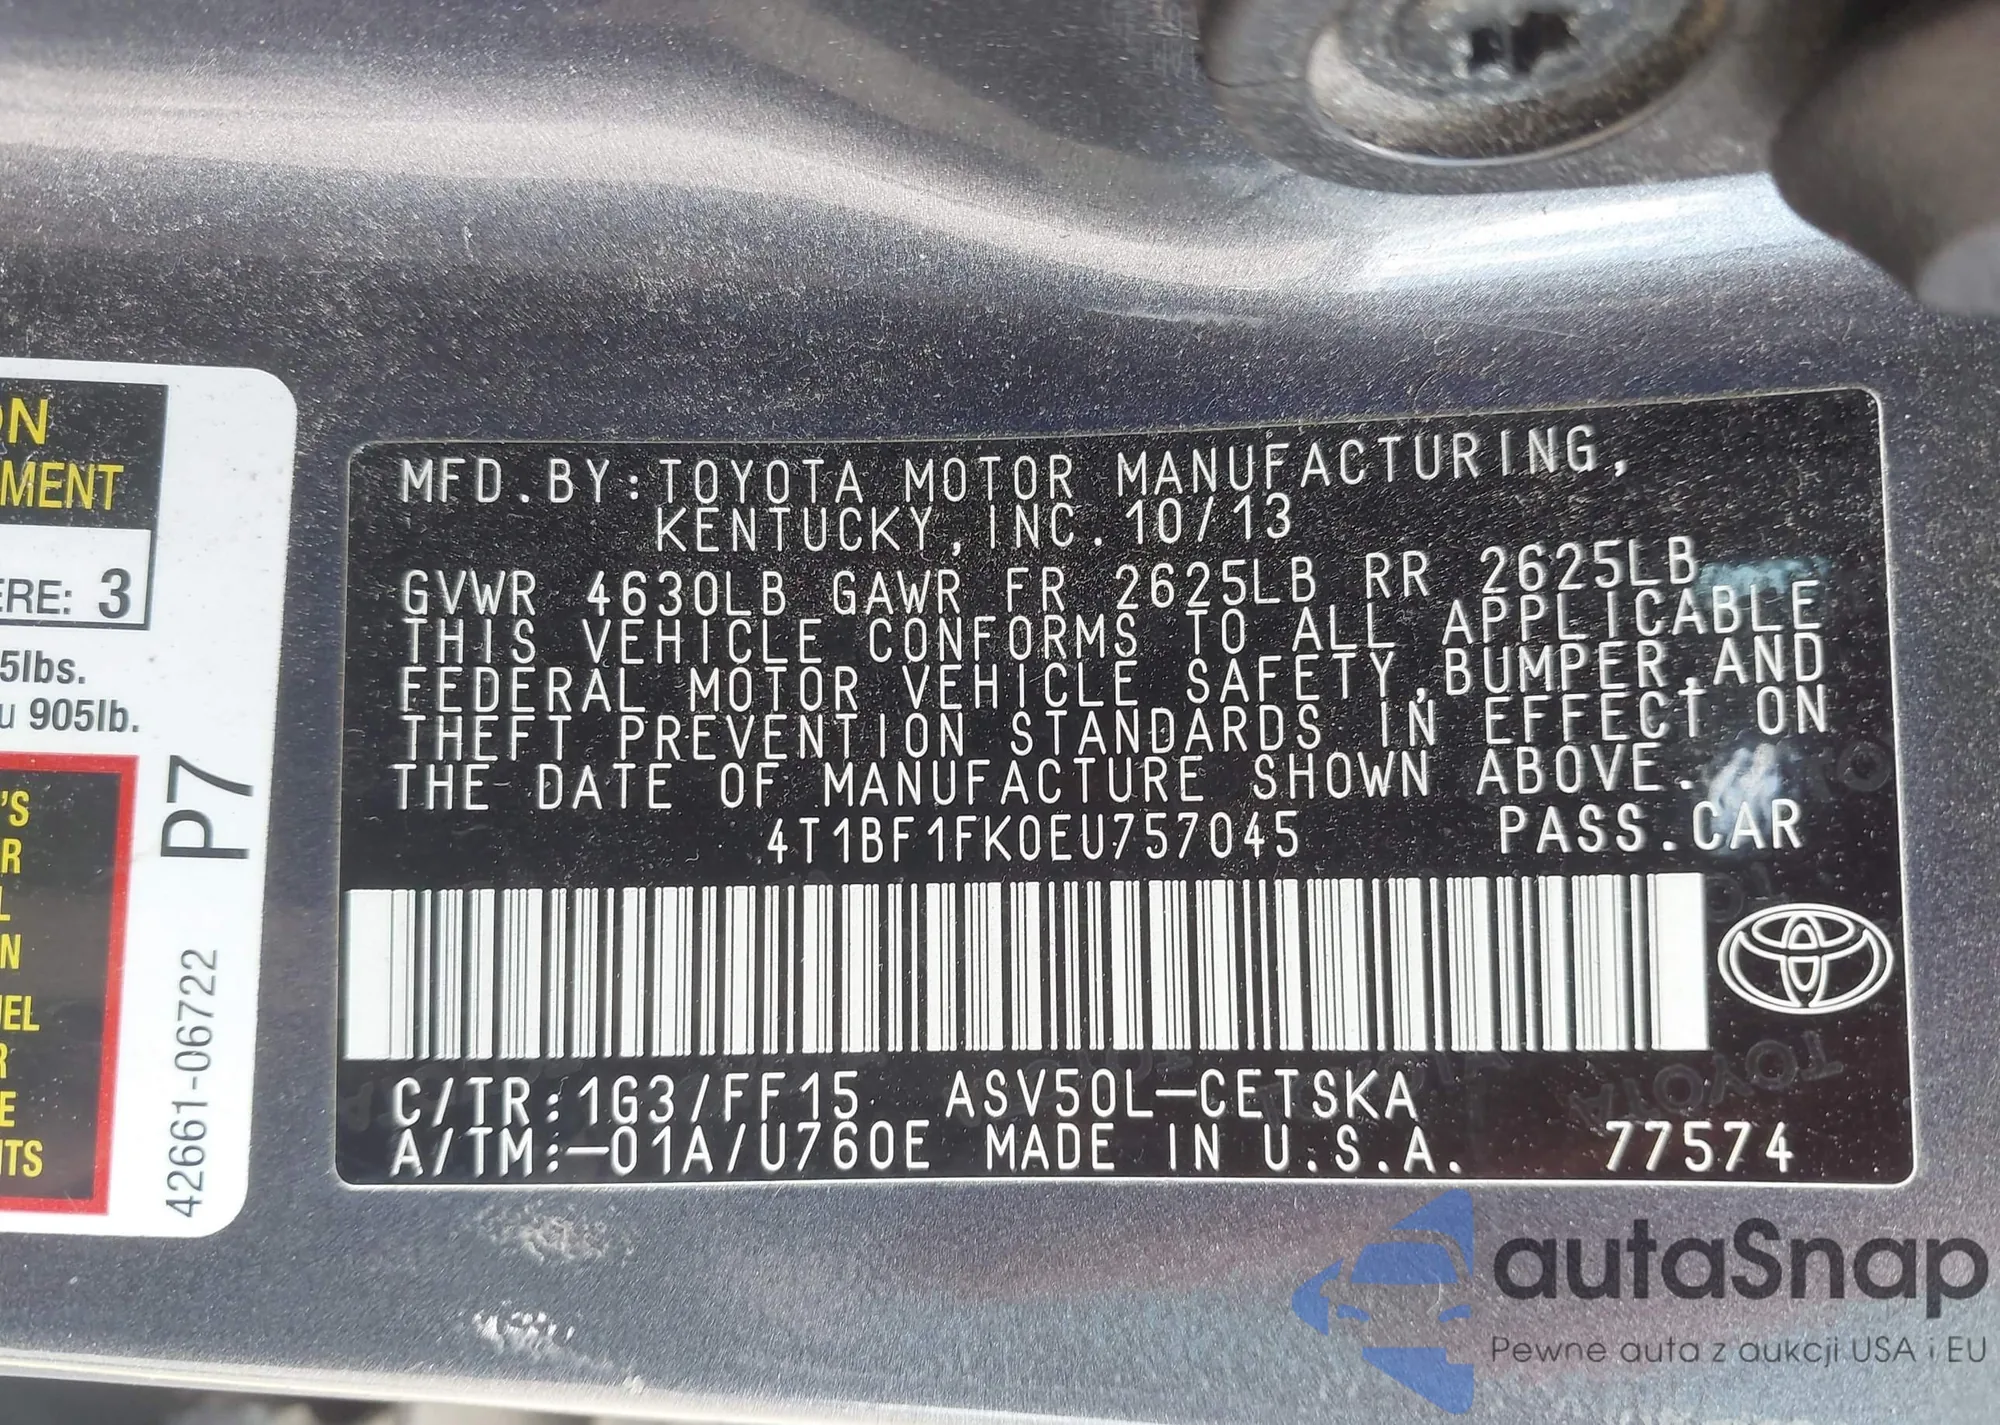 ON
MENT
ERE: 3
5lbs.
u 905lb.
'S
R
L
N
EL
R
E
TS
P7
42661-06722
MFD.BY:TOYOTA MOTOR MANUFACTURING,
KENTUCKY,INC.10/13
GVWR 4630LB GAWR FR 2625LB RR 2625LB
THIS VEHICLE CONFORMS TO ALL APPLICABLE
FEDERAL MOTOR VEHICLE SAFETY,BUMPER,AND
THEFT PREVENTION STANDARDS IN EFFECT ON
THE DATE OF MANUFACTURE SHOWN ABOVE.
4T1BF1FK0EU757045 PASS.CAR
C/TR:1G3/FF15 ASV50L-CETSKA
A/TM:-01A/U760E MADE IN U.S.A. 77574
autaSnap
Pewne auta z aukcji USA i EU